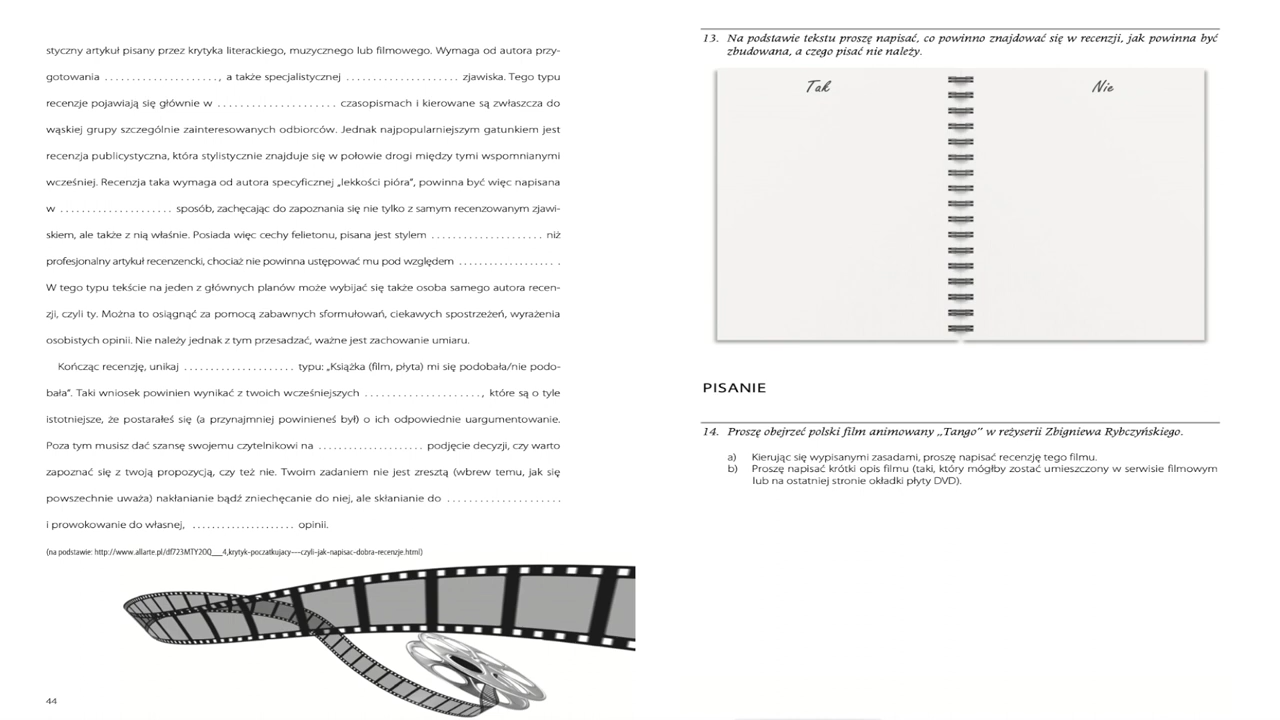 styczny artykuł pisany przez krytyka literackiego, muzycznego lub filmowego. Wymaga od autora przy-
gotowania ....................., a także specjalistycznej ..................... zjawiska. Tego typu
recenzje pojawiają się głównie w ...................... czasopismach i kierowane są zwłaszcza do
wąskiej grupy szczególnie zainteresowanych odbiorców. Jednak najpopularniejszym gatunkiem jest
recenzja publicystyczna, która stylistycznie znajduje się w połowie drogi między tymi wspomnianymi
wcześniej. Recenzja taka wymaga od autora specyficznej „lekkości pióra”, powinna być więc napisana
w ..................... sposób, zachęcając do zapoznania się nie tylko z samym recenzowanym zjawi-
skiem, ale także z nią właśnie. Posiada więc cechy felietonu, pisana jest stylem ..................... niż
profesjonalny artykuł recenzencki, chociaż nie powinna ustępować mu pod względem ................... .
W tego typu tekście na jeden z głównych planów może wybijać się także osoba samego autora recen-
zji, czyli ty. Można to osiągnąć za pomocą zabawnych sformułowań, ciekawych spostrzeżeń, wyrażenia
osobistych opinii. Nie należy jednak z tym przesadzać, ważne jest zachowanie umiaru.
Kończąc recenzję, unikaj ..................... typu: „Książka (film, płyta) mi się podobała/nie podo-
bała”. Taki wniosek powinien wynikać z twoich wcześniejszych ......................, które są o tyle
istotniejsze, że postarałeś się (a przynajmniej powinieneś był) o ich odpowiednie uargumentowanie.
Poza tym musisz dać szansę swojemu czytelnikowi na .................... podjęcie decyzji, czy warto
zapoznać się z twoją propozycją, czy też nie. Twoim zadaniem nie jest zresztą (wbrew temu, jak się
powszechnie uważa) nakłanianie bądź zniechęcanie do niej, ale skłanianie do .....................
i prowokowanie do własnej, ................... opinii.
(na podstawie: http://www.allarte.pl/df723MTY2OQ___4,krytyk-poczatkujacy---czyli-jak-napisac-dobra-recenzje.html)
44
13. Na podstawie tekstu proszę napisać, co powinno znajdować się w recenzji, jak powinna być
zbudowana, a czego pisać nie należy.
Tak
Nie
PISANIE
14. Proszę obejrzeć polski film animowany „Tango” w reżyserii Zbigniewa Rybczyńskiego.
a) Kierując się wypisanymi zasadami, proszę napisać recenzję tego filmu.
b) Proszę napisać krótki opis filmu (taki, który mógłby zostać umieszczony w serwisie filmowym
lub na ostatniej stronie okładki płyty DVD).